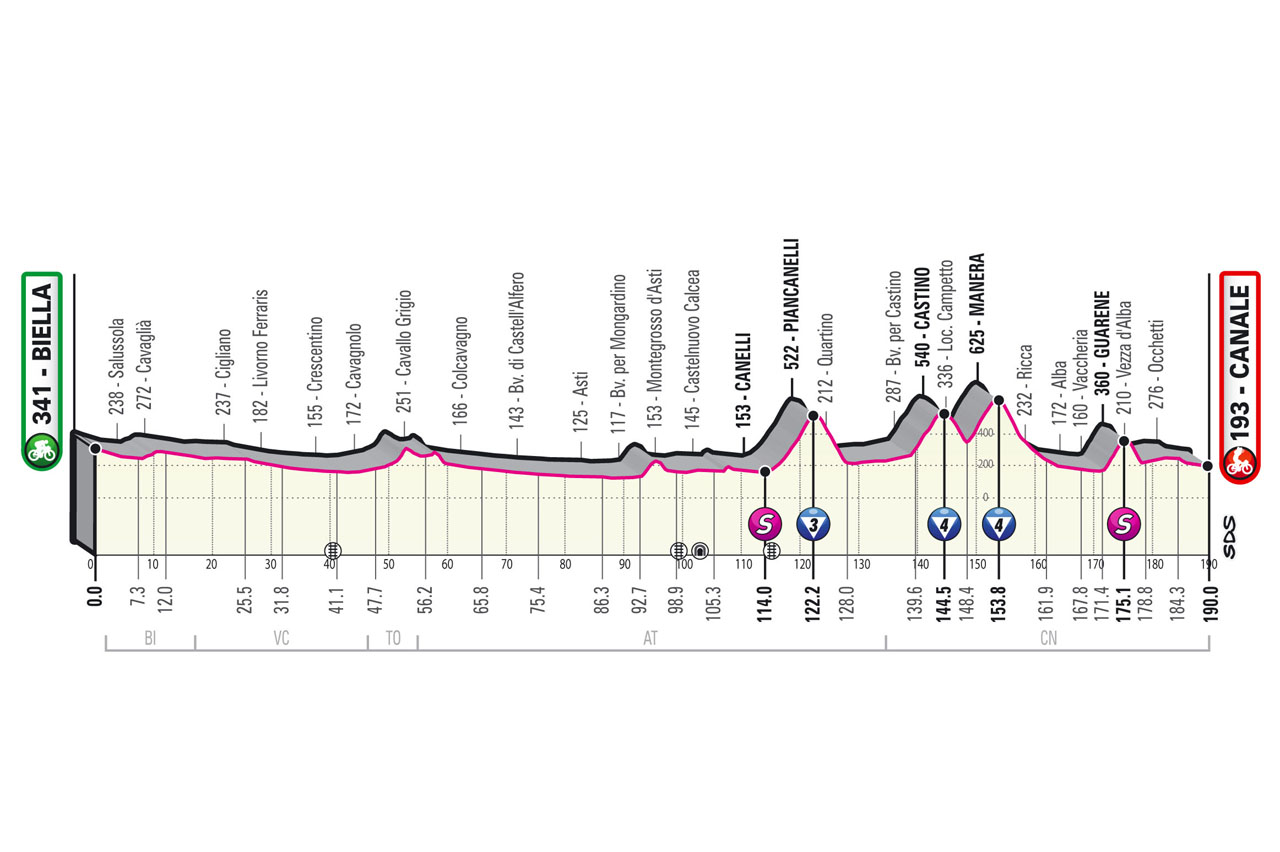 341 - BIELLA
238 - Salussola
272 - Cavaglià
237 - Cigliano
182 - Livorno Ferraris
155 - Crescentino
172 - Cavagnolo
251 - Cavallo Grigio
166 - Colcavagno
143 - Bv. di Castell'Alfero
125 - Asti
117 - Bv. per Mongardino
153 - Montegrosso d'Asti
145 - Castelnuovo Calcea
153 - CANELLI
522 - PIANCANELLI
212 - Quartino
287 - Bv. per Castino
540 - CASTINO
336 - Loc. Campetto
625 - MANERA
232 - Ricca
172 - Alba
160 - Vaccheria
360 - GUARENE
210 - Vezza d'Alba
276 - Occhetti
193 - CANALE
400
200
0
S
3
4
4
S
SDS
0 10 20 30 40 50 60 70 80 90 100 110 120 130 140 150 160 170 180 190
0.0 7.3 12.0 25.5 31.8 41.1 47.7 56.2 65.8 75.4 86.3 92.7 98.9 105.3 114.0 122.2 128.0 139.6 144.5 148.4 153.8 161.9 167.8 171.4 175.1 178.8 184.3 190.0
BI VC TO AT CN